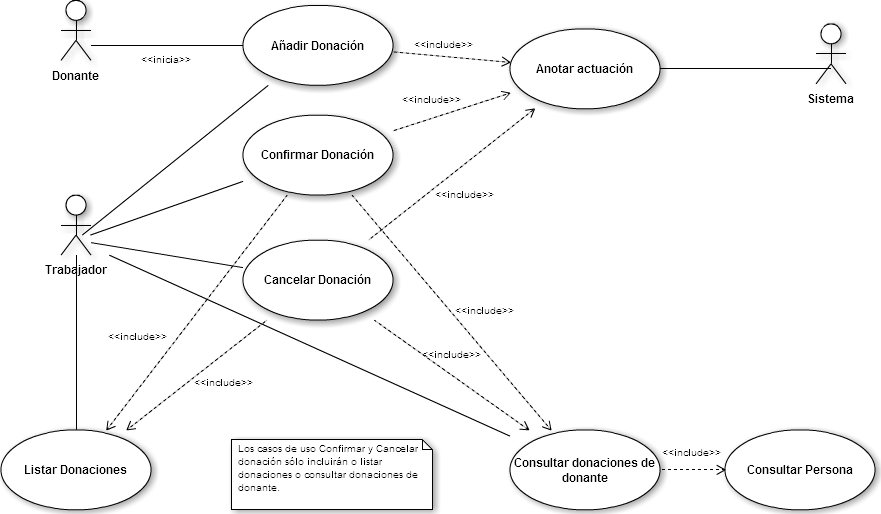 Donante
<<inicia>>
Añadir Donación
<<include>>
Anotar actuación
Sistema
<<include>>
Confirmar Donación
<<include>>
Trabajador
Cancelar Donación
<<include>>
<<include>>
<<include>>
<<include>>
Listar Donaciones
Los casos de uso Confirmar y Cancelar
donación sólo incluirán o listar
donaciones o consultar donaciones de
donante.
Consultar donaciones de
donante
<<include>>
Consultar Persona